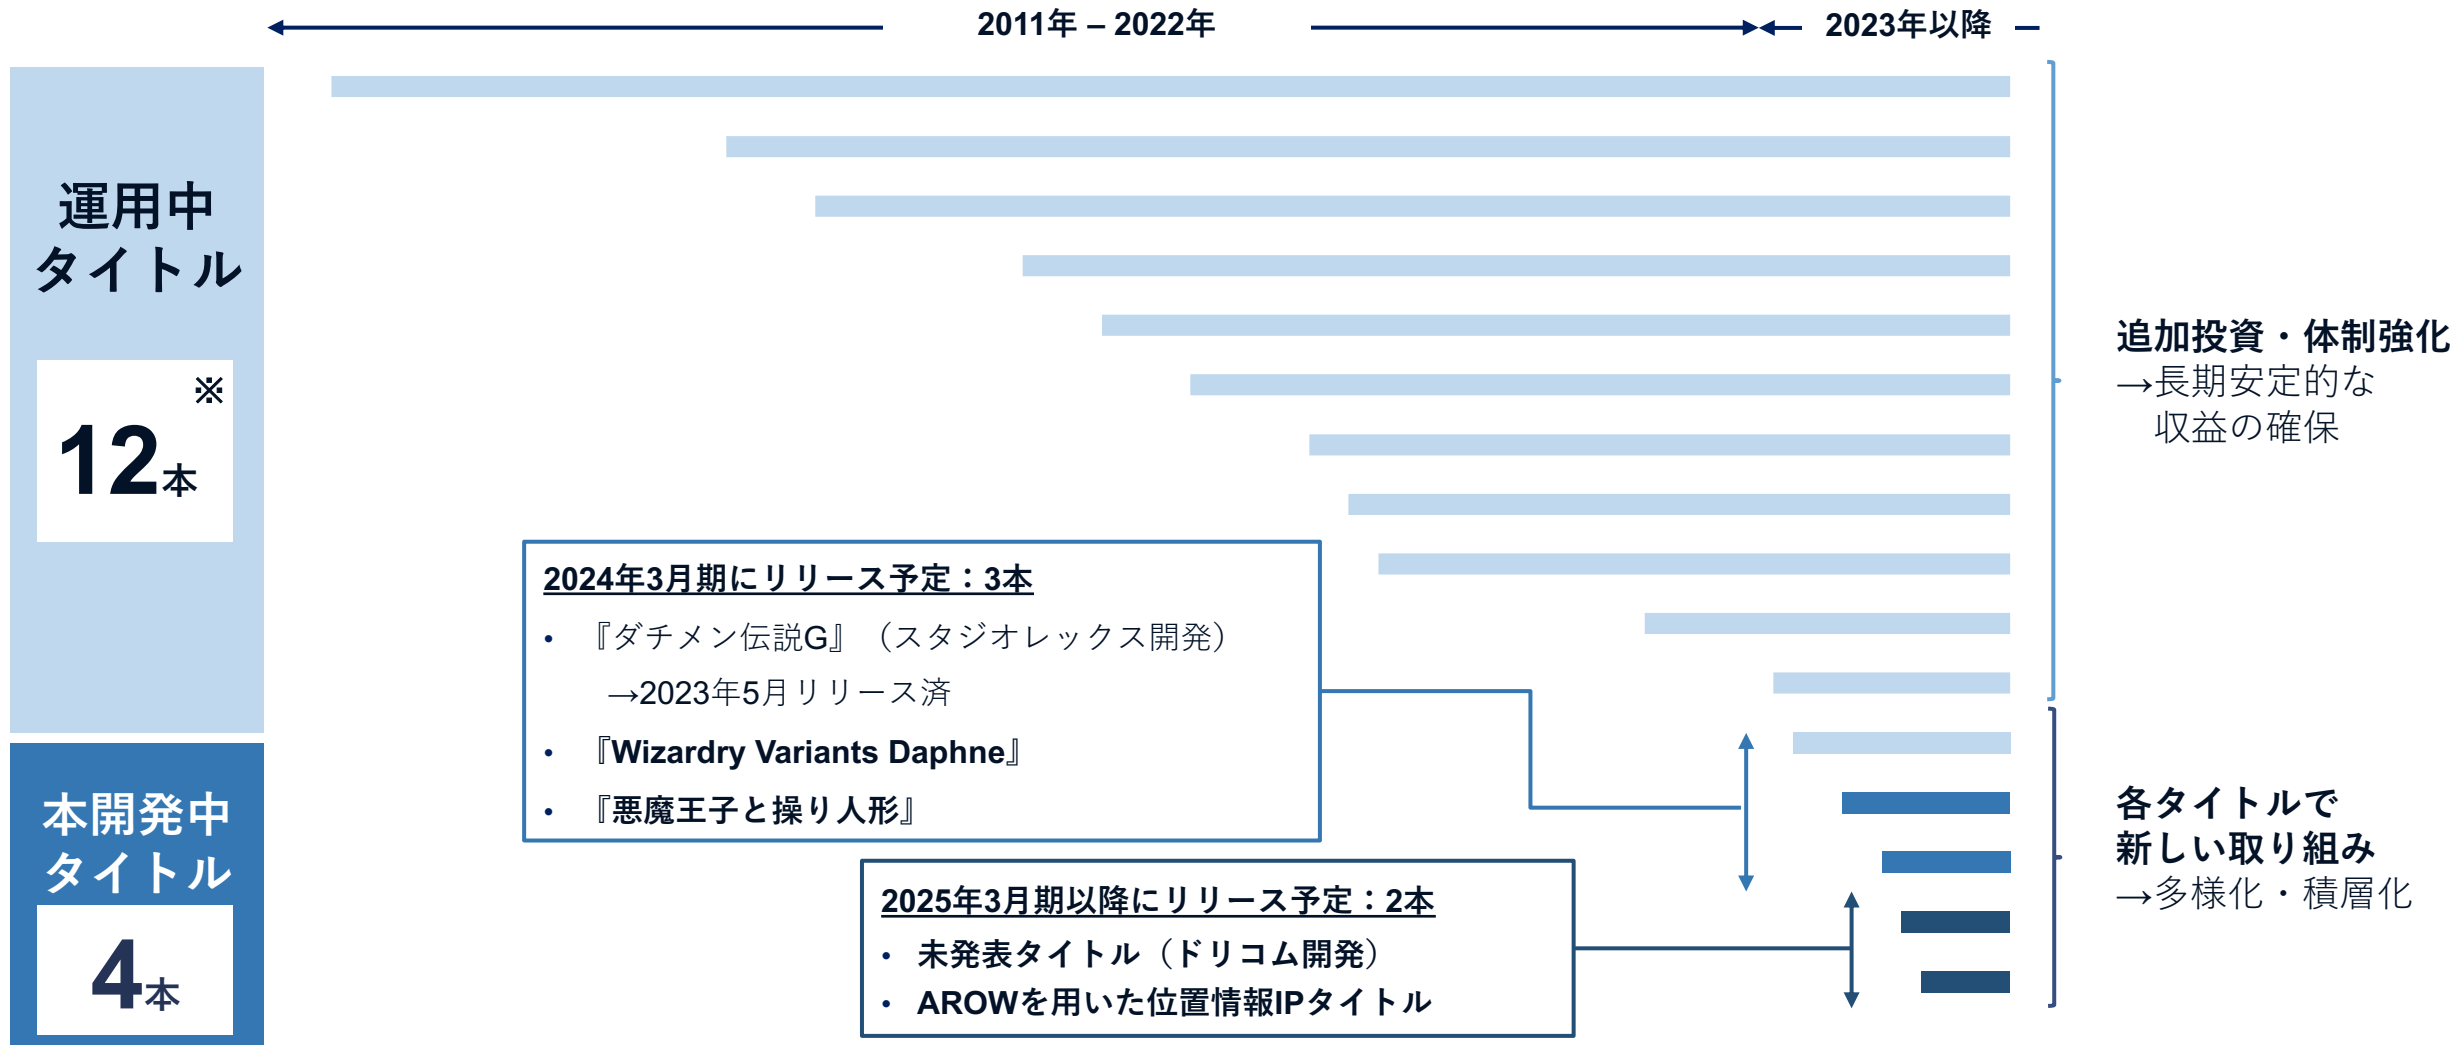 2011年 – 2022年
2023年以降
運用中
タイトル
※
12本
追加投資・体制強化
→長期安定的な
収益の確保
2024年3月期にリリース予定：3本
• 『ダチメン伝説G』（スタジオレックス開発）
→2023年5月リリース済
• 『Wizardry Variants Daphne』
• 『悪魔王子と操り人形』
本開発中
タイトル
4本
2025年3月期以降にリリース予定：2本
• 未発表タイトル（ドリコム開発）
• AROWを用いた位置情報IPタイトル
各タイトルで
新しい取り組み
→多様化・積層化